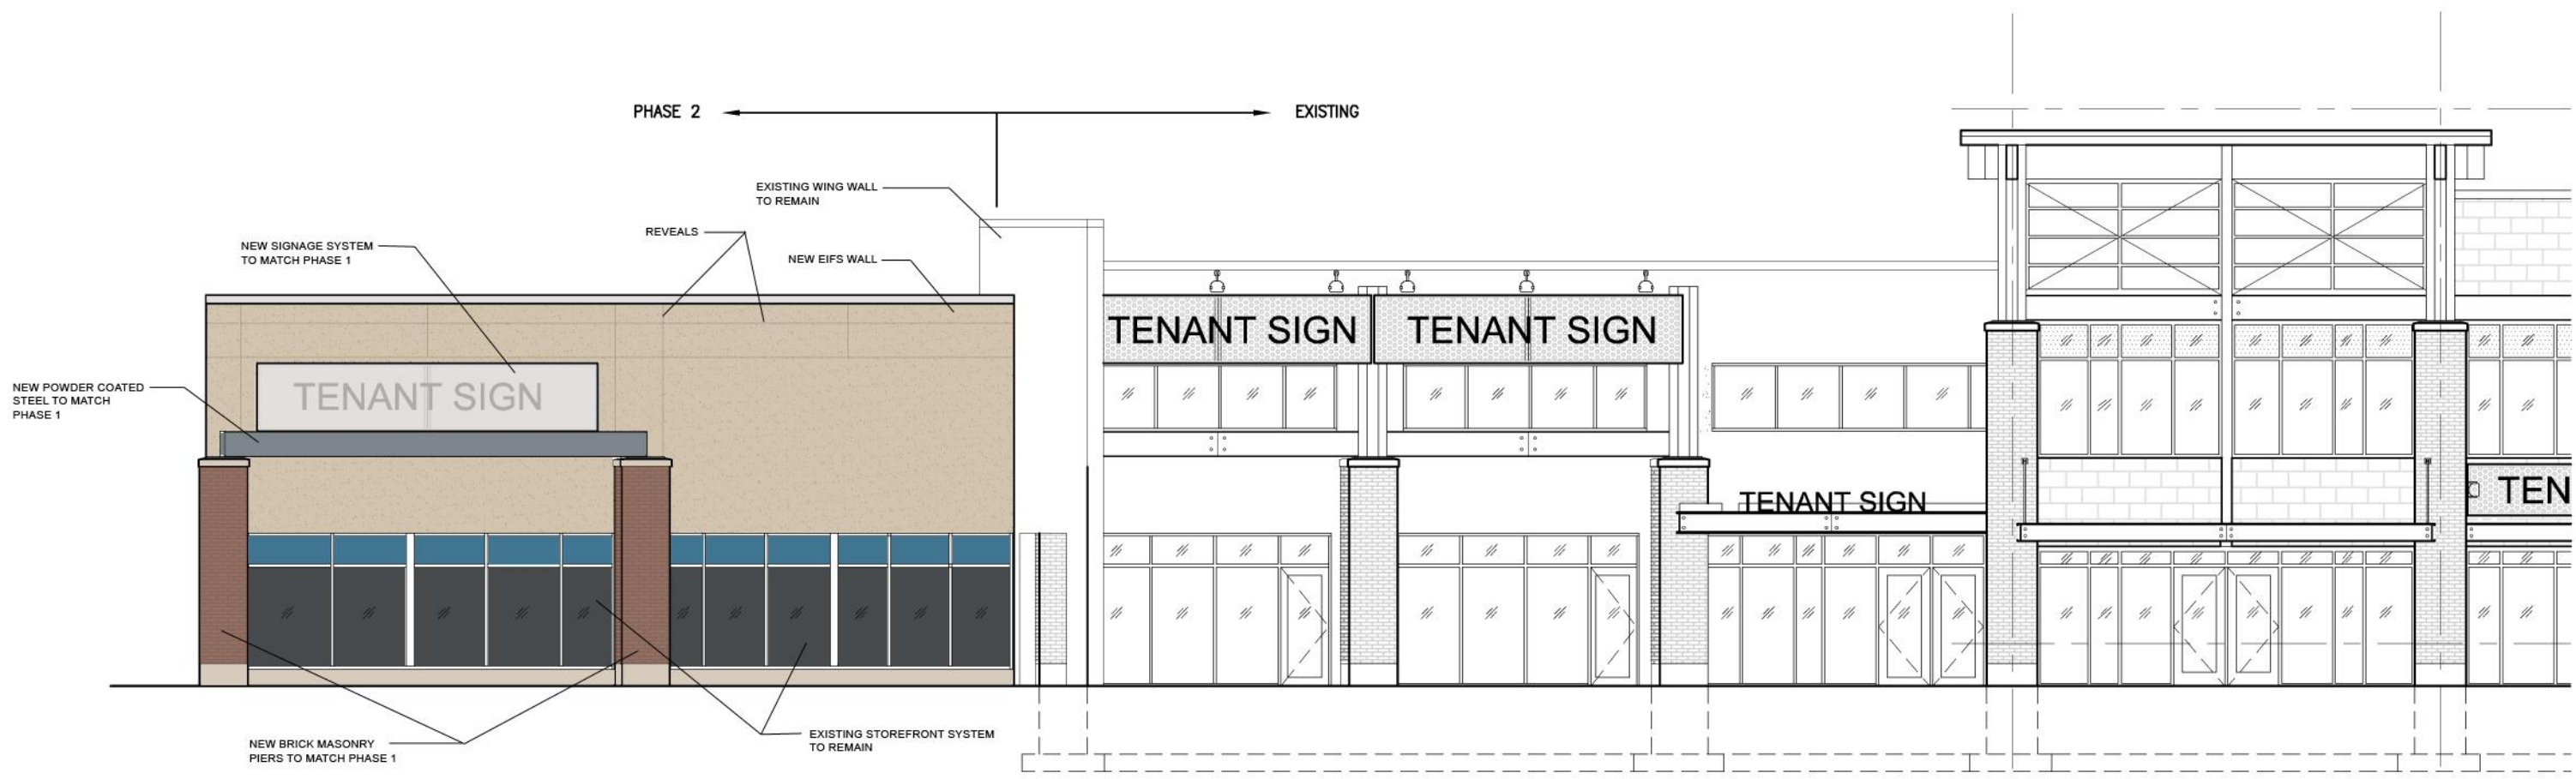 PHASE 2
EXISTING
EXISTING WING WALL
TO REMAIN
REVEALS
NEW SIGNAGE SYSTEM
TO MATCH PHASE 1
NEW EIFS WALL
TENANT SIGN
TENANT SIGN
NEW POWDER COATED
STEEL TO MATCH
PHASE 1
TENANT SIGN
TENANT SIGN
TEN
NEW BRICK MASONRY
PIERS TO MATCH PHASE 1
EXISTING STOREFRONT SYSTEM
TO REMAIN